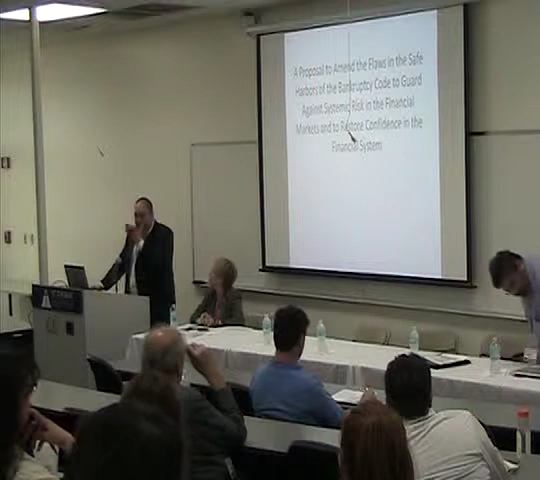 A Proposal to Amend the Flaws in the Safe
Harbors of the Bankruptcy Code to Guard
Against Systemic Risk in the Financial
Markets and to Restore Confidence in the
Financial System